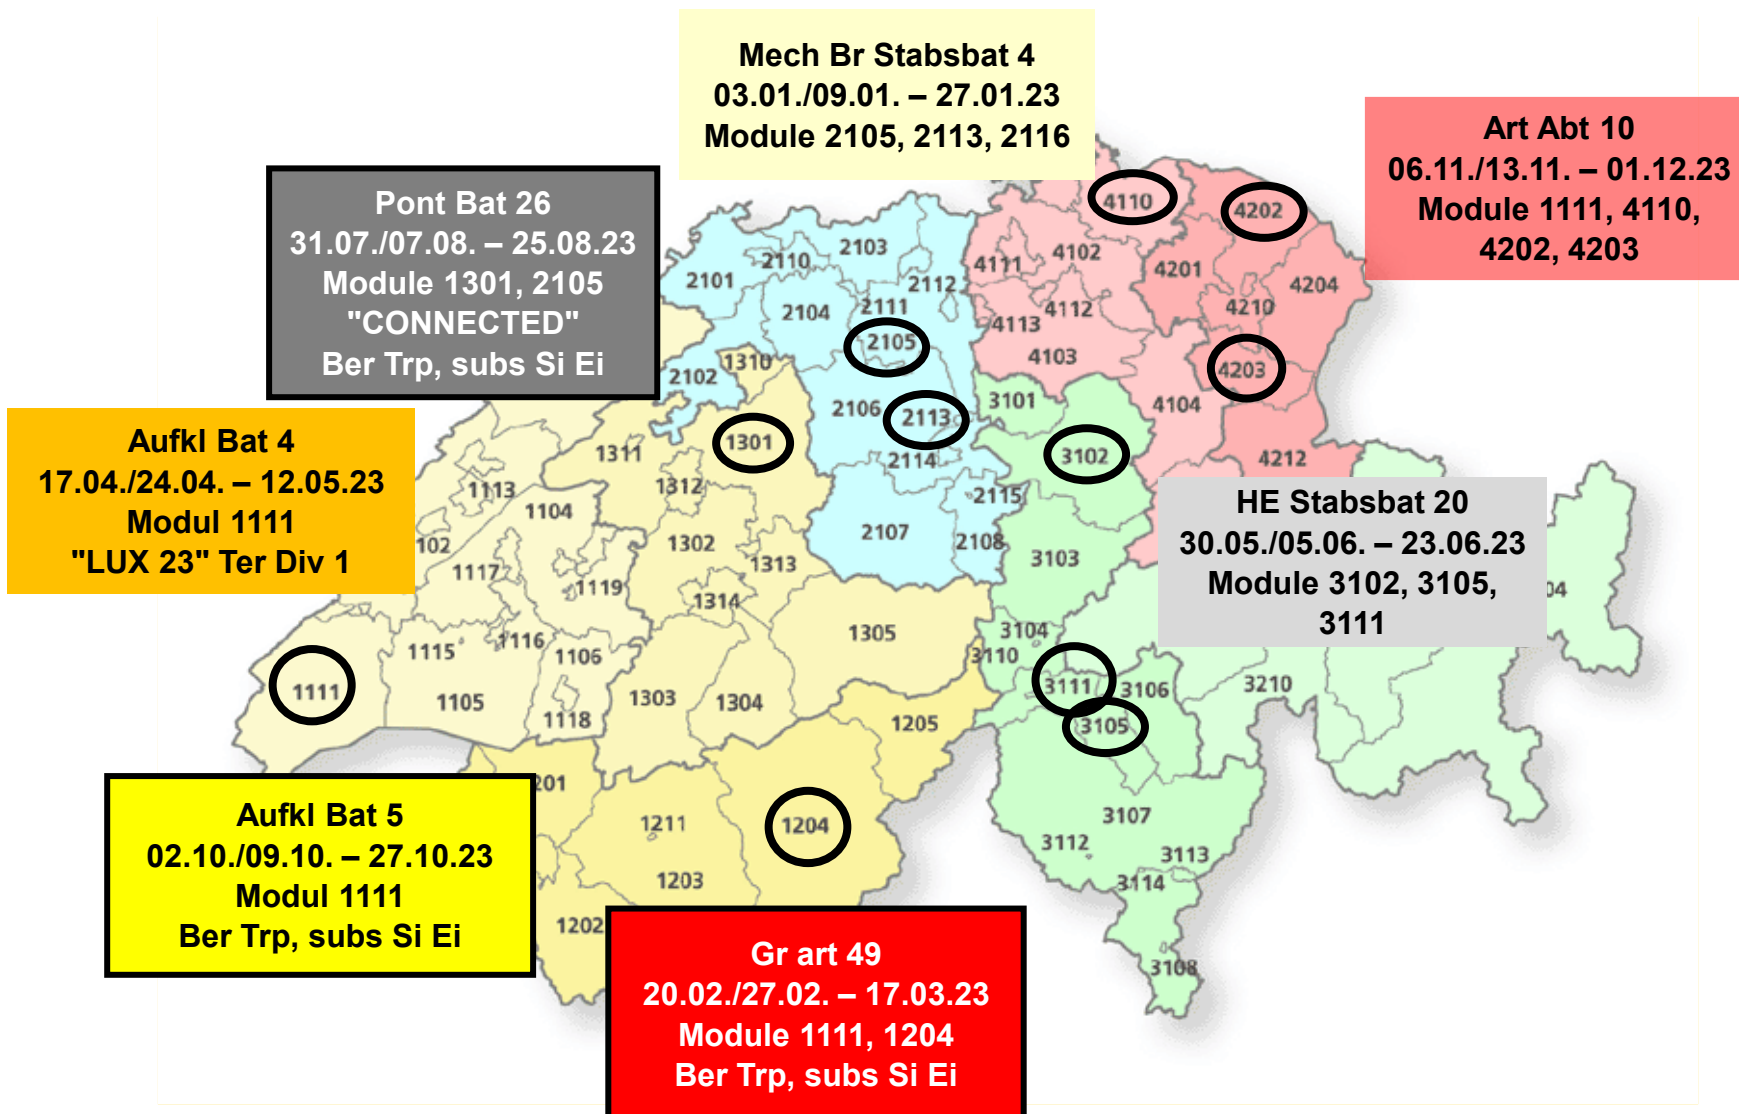 Mech Br Stabsbat 4
03.01./09.01. – 27.01.23
Module 2105, 2113, 2116
Art Abt 10
06.11./13.11. – 01.12.23
Module 1111, 4110,
4202, 4203
Pont Bat 26
31.07./07.08. – 25.08.23
Module 1301, 2105
"CONNECTED"
Ber Trp, subs Si Ei
Aufkl Bat 4
17.04./24.04. – 12.05.23
Modul 1111
"LUX 23" Ter Div 1
HE Stabsbat 20
30.05./05.06. – 23.06.23
Module 3102, 3105,
3111
Aufkl Bat 5
02.10./09.10. – 27.10.23
Modul 1111
Ber Trp, subs Si Ei
Gr art 49
20.02./27.02. – 17.03.23
Module 1111, 1204
Ber Trp, subs Si Ei
4110
4202
2103
2110
2101
2112
4111
4102
4201
4204
2104
2111
4112
4210
4113
2105
4103
1310
2102
4203
2106
2113
3101
4104
1301
1311
2114
3102
4212
1312
1113
2115
1104
102
1302
2107
2108
3103
1313
1117
1119
1314
04
1305
3104
1115
1116
1106
3110
1111
1105
1118
1303
1304
3111
3106
3210
1205
3105
201
1211
1204
3107
3112
3113
1203
3114
1202
3108